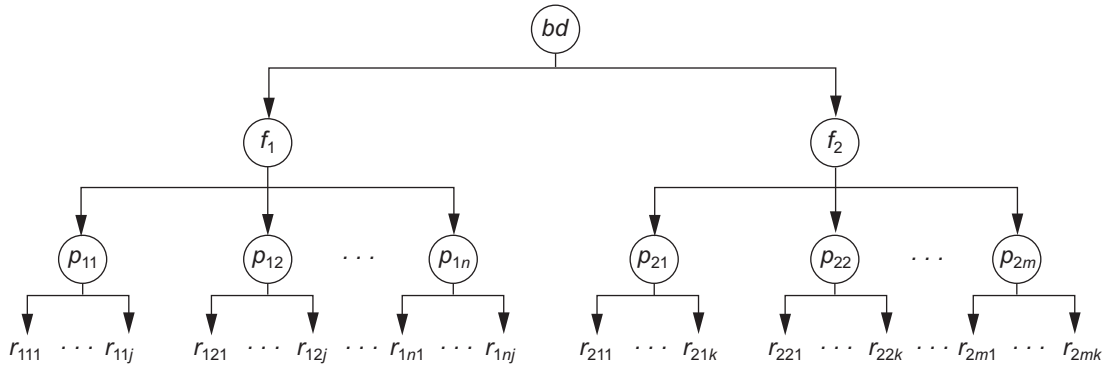 bd
f₁ f₂
p₁₁ p₁₂ · · · p₁ₙ p₂₁ p₂₂ · · · p₂ₘ
r₁₁₁ · · · r₁₁ⱼ r₁₂₁ · · · r₁₂ⱼ · · · r₁ₙ₁ · · · r₁ₙⱼ r₂₁₁ · · · r₂₁ₖ r₂₂₁ · · · r₂₂ₖ · · · r₂ₘ₁ · · · r₂ₘₖ